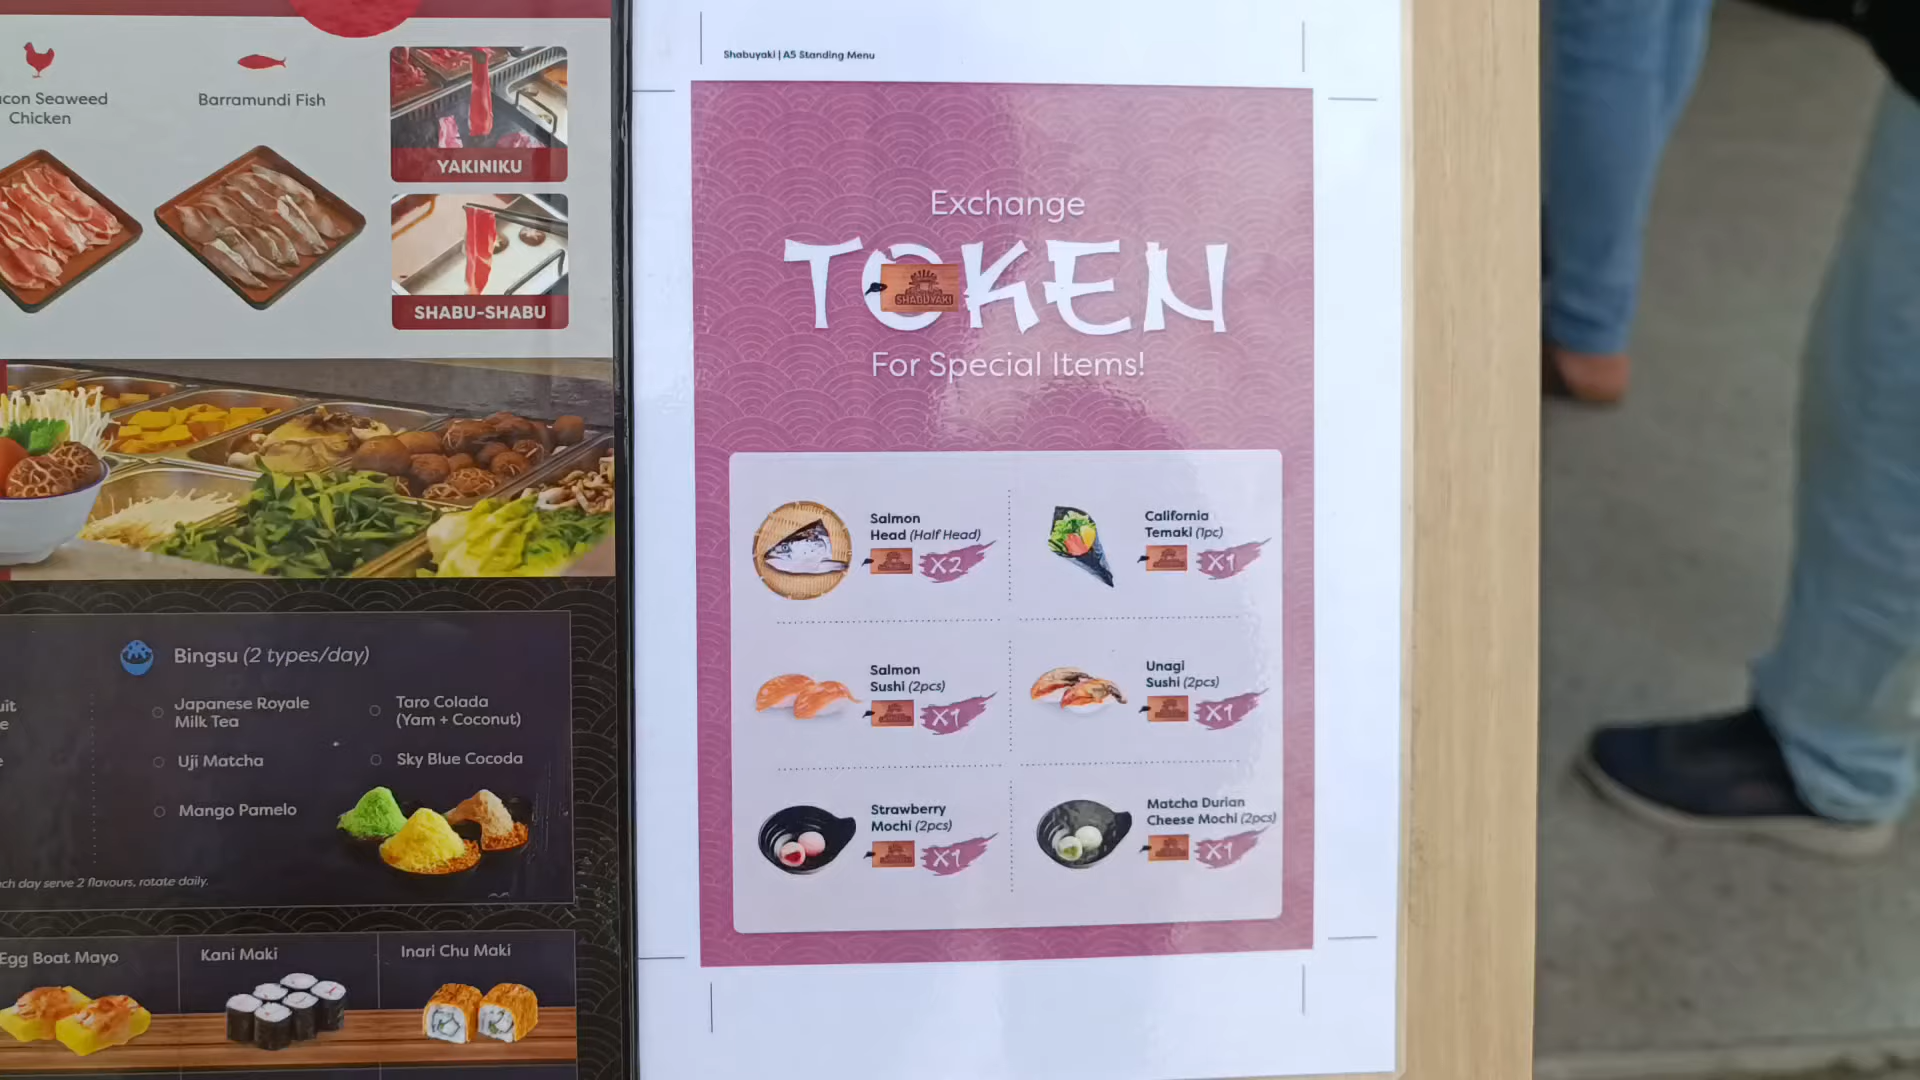 Chicken
Barramundi Fish
YAKINIKU
SHABU-SHABU
Bingsu (2 types/day)
Japanese Royale
Milk Tea
Uji Matcha
Mango Pamelo
Taro Colada
(Yam + Coconut)
Sky Blue Cocoda
day serve 2 flavours, rotate daily.
Egg Boat Mayo
Kani Maki
Inari Chu Maki
Shabuyaki | A5 Standing Menu
Exchange
TOKEN
SHABUYAKI
For Special Items!
Salmon
Head (Half Head)
X2
California
Temaki (1pc)
X1
Salmon
Sushi (2pcs)
X1
Unagi
Sushi (2pcs)
X1
Strawberry
Mochi (2pcs)
X1
Matcha Durian
Cheese Mochi (2pcs)
X1